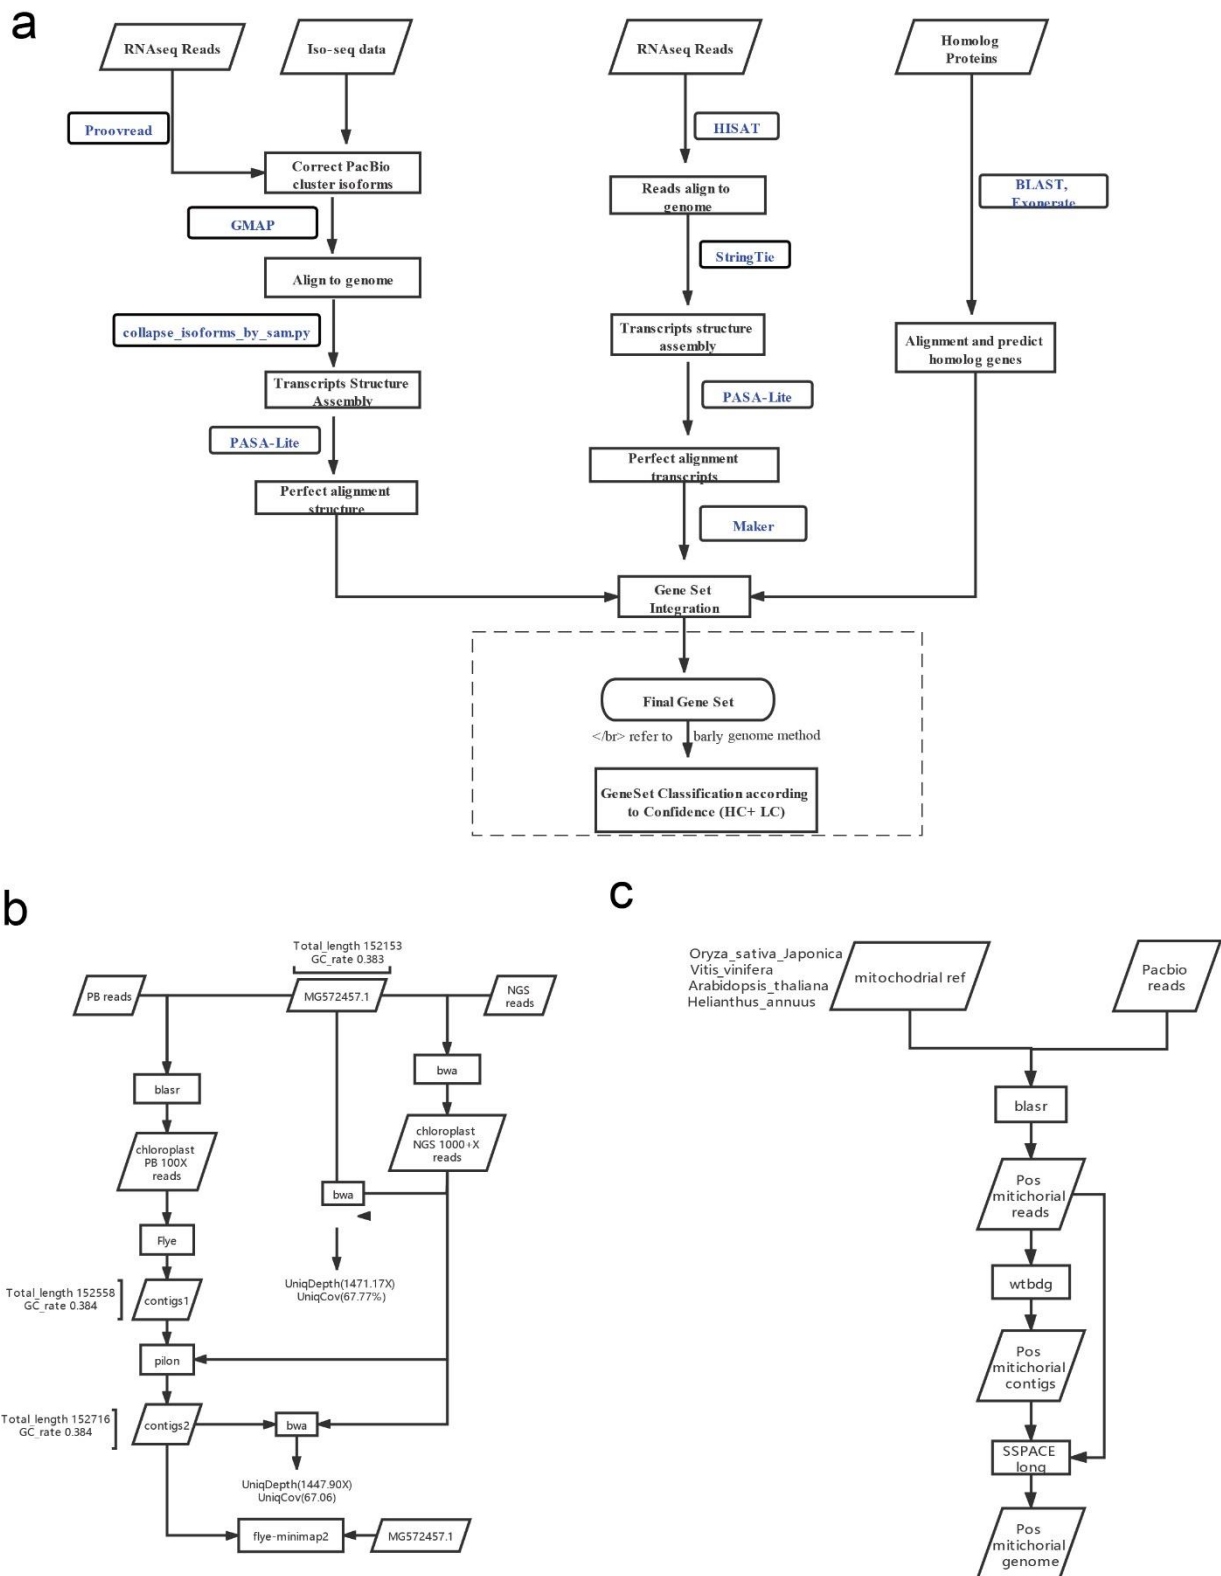 a
RNAseq Reads
Iso-seq data
RNAseq Reads
Homolog
Proteins
Proovread
HISAT
Correct PacBio
cluster isoforms
Reads align to
genome
BLAST,
Exonerate
GMAP
StringTie
Align to genome
collapse_isoforms_by_sam.py
Transcripts structure
assembly
Alignment and predict
homolog genes
Transcripts Structure
Assembly
PASA-Lite
PASA-Lite
Perfect alignment
transcripts
Perfect alignment
structure
Maker
Gene Set
Integration
Final Gene Set
</br> refer to barly genome method
GeneSet Classification according
to Confidence (HC+ LC)
b
Total_length 152153
GC_rate 0.383
PB reads
MG572457.1
NGS
reads
bwa
blasr
chloroplast
NGS 1000+X
reads
chloroplast
PB 100X
reads
bwa
Flye
UniqDepth(1471.17X)
UniqCov(67.77%)
Total_length 152558
GC_rate 0.384
contigs1
pilon
Total_length 152716
GC_rate 0.384
contigs2
bwa
UniqDepth(1447.90X)
UniqCov(67.06)
flye-minimap2
MG572457.1
c
Oryza_sativa_Japonica
Vitis_vinifera
Arabidopsis_thaliana
Helianthus_annuus
mitochodrial ref
Pacbio
reads
blasr
Pos
mitichorial
reads
wtbdg
Pos
mitichorial
contigs
SSPACE
long
Pos
mitichorial
genome